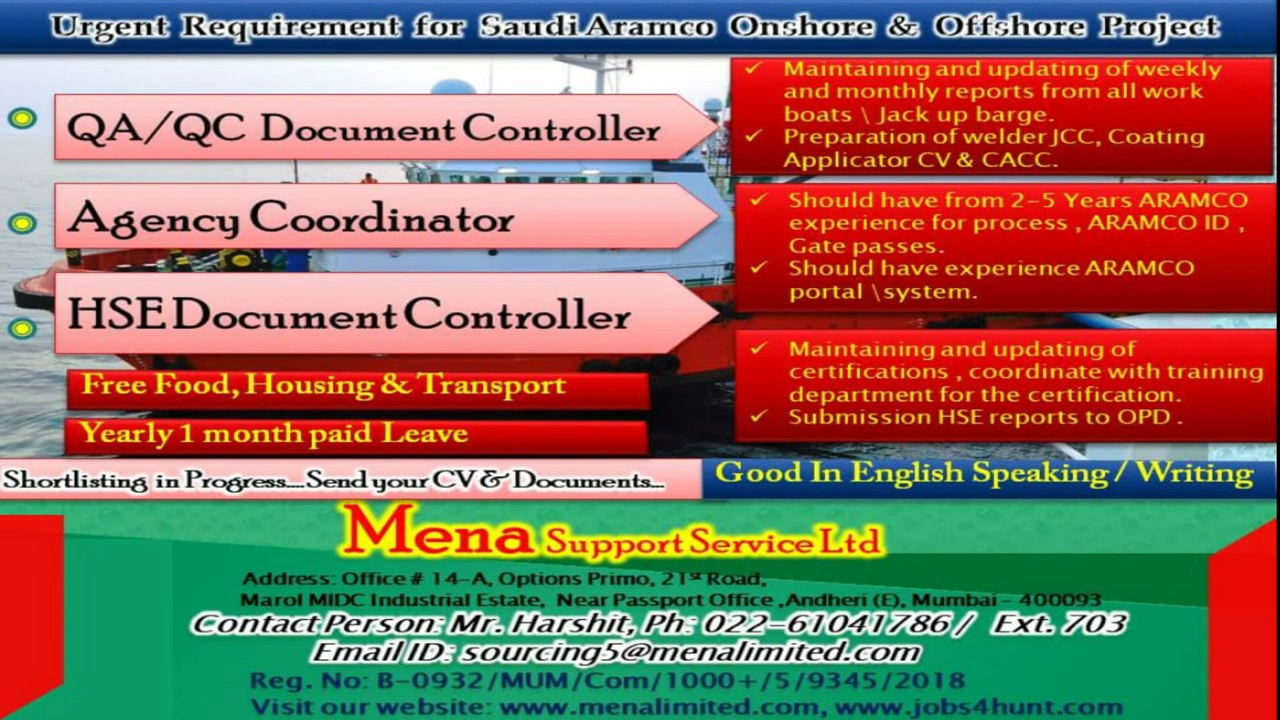 Urgent Requirement for Saudi Aramco Onshore & Offshore Project
QA/QC Document Controller
✓ Maintaining and updating of weekly
and monthly reports from all work
boats \ Jack up barge.
✓ Preparation of welder JCC, Coating
Applicator CV & CACC.
Agency Coordinator
✓ Should have from 2-5 Years ARAMCO
experience for process , ARAMCO ID ,
Gate passes.
✓ Should have experience ARAMCO
portal \system.
HSE Document Controller
✓ Maintaining and updating of
certifications , coordinate with training
department for the certification.
✓ Submission HSE reports to OPD .
Free Food, Housing & Transport
Yearly 1 month paid Leave
Shortlisting in Progress....Send your CV & Documents...
Good In English Speaking / Writing
Mena Support Service Ltd
Address: Office # 14-A, Options Primo, 21st Road,
Marol MIDC Industrial Estate, Near Passport Office ,Andheri (E), Mumbai - 400093
Contact Person: Mr. Harshit, Ph: 022-61041786 / Ext. 703
Email ID: sourcing5@menalimited.com
Reg. No: B-0932/MUM/Com/1000+/5/9345/2018
Visit our website: www.menalimited.com, www.jobs4hunt.com